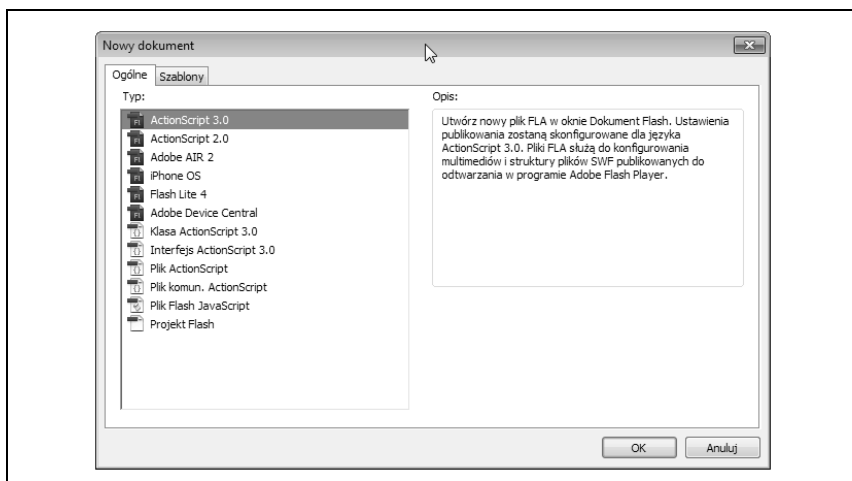 Nowy dokument
Ogólne
Szablony
Typ:
ActionScript 3.0
ActionScript 2.0
Adobe AIR 2
iPhone OS
Flash Lite 4
Adobe Device Central
Klasa ActionScript 3.0
Interfejs ActionScript 3.0
Plik ActionScript
Plik komun. ActionScript
Plik Flash JavaScript
Projekt Flash
Opis:
Utwórz nowy plik FLA w oknie Dokument Flash. Ustawienia
publikowania zostaną skonfigurowane dla języka
ActionScript 3.0. Pliki FLA służą do konfigurowania
multimediów i struktury plików SWF publikowanych do
odtwarzania w programie Adobe Flash Player.
OK
Anuluj